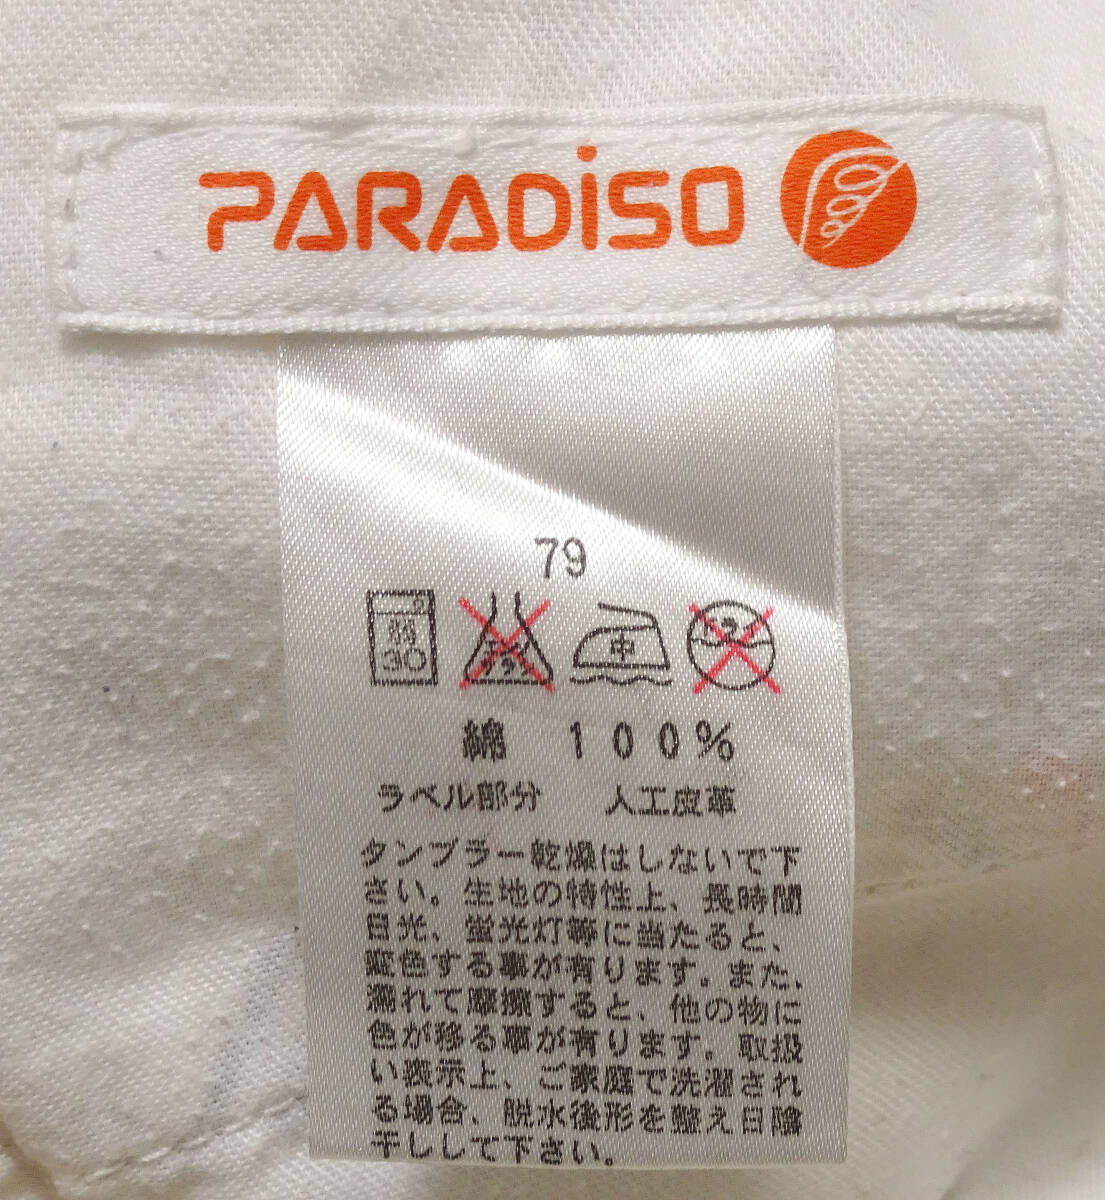 PARADISO
79
弱
30
エンソ
サラシ
中
綿 100%
ラベル部分 人工皮革
タンブラー乾燥はしないで下
さい。生地の特性上、長時間
日光、蛍光灯等に当たると、
変色する事が有ります。また、
濡れて摩擦すると、他の物に
色が移る事が有ります。取扱
い表示上、ご家庭で洗濯され
る場合、脱水後形を整え日陰
干しして下さい。